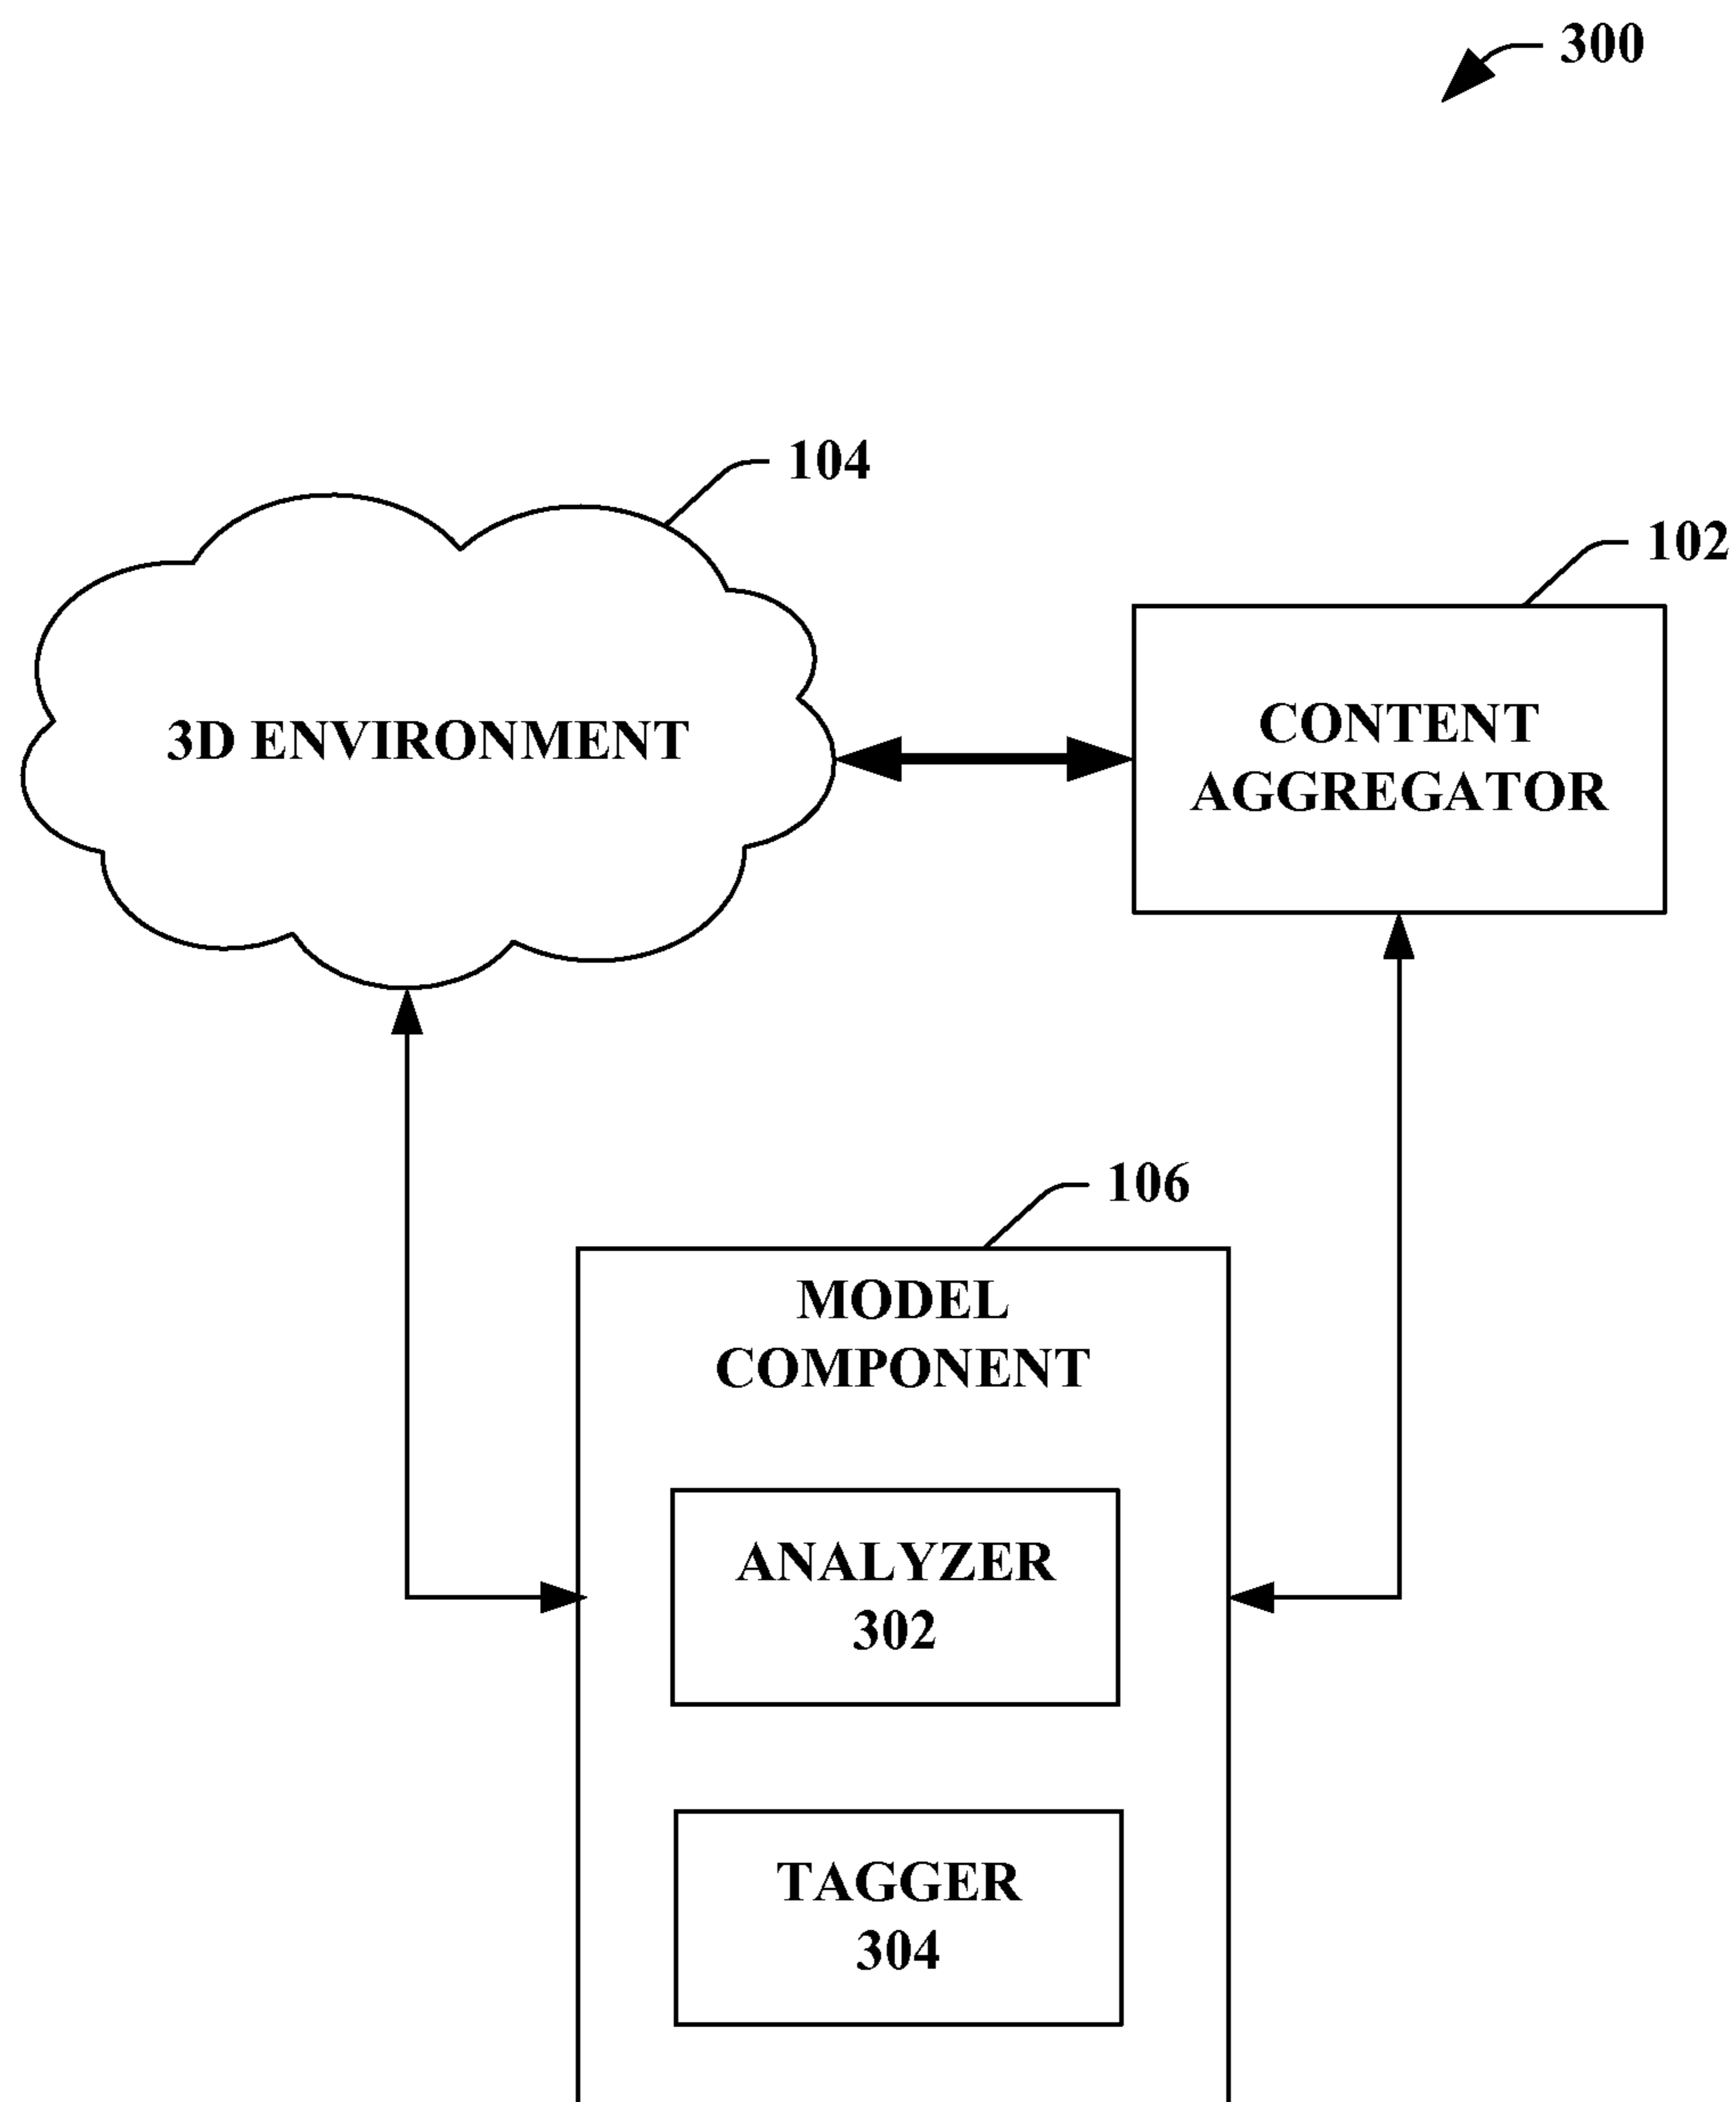 300
104
102
3D ENVIRONMENT
CONTENT
AGGREGATOR
106
MODEL
COMPONENT
ANALYZER
302
TAGGER
304